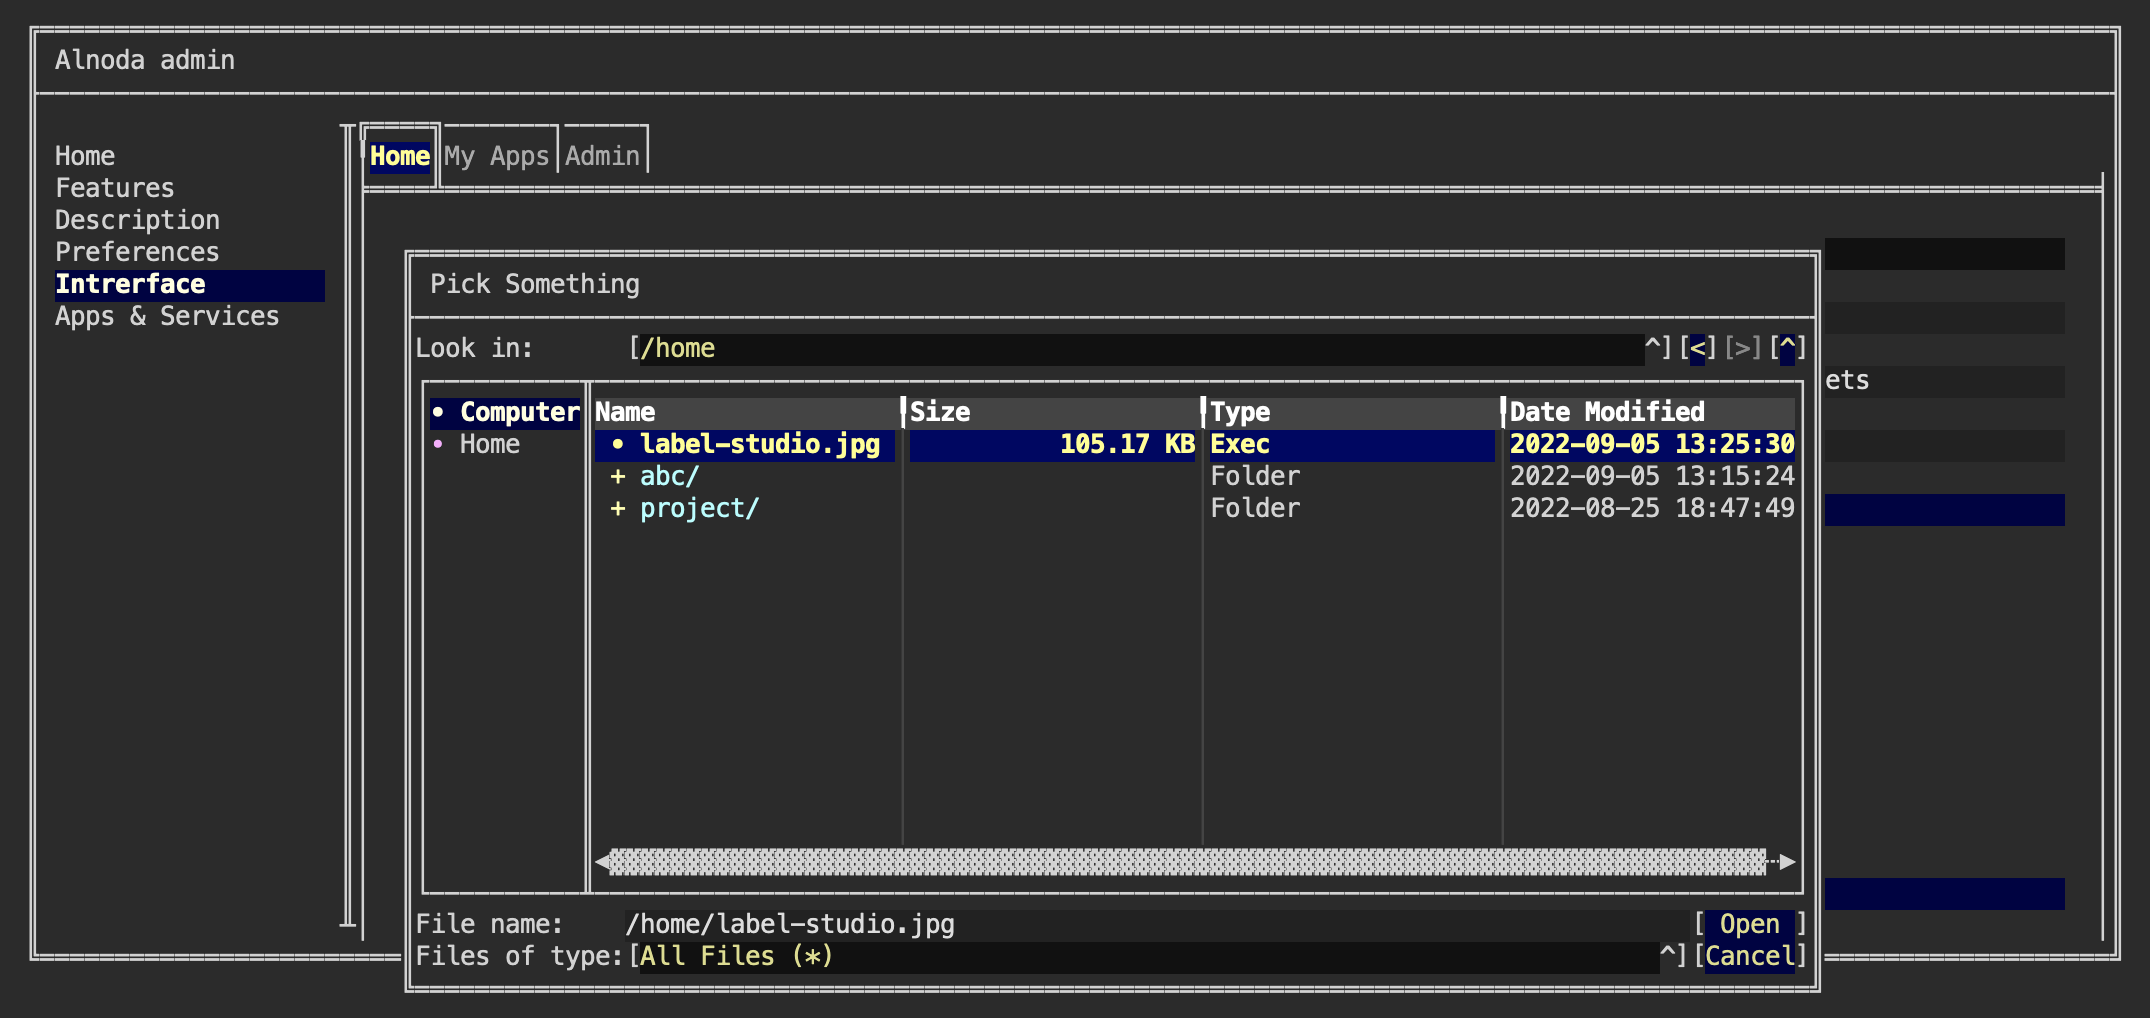 Alnoda admin
Home My Apps Admin
Home
Features
Description
Preferences
Intrerface
Apps & Services
Pick Something
Look in: [/home ^][<][>][^]
ets
• Computer
• Home
Name Size Type Date Modified
• label-studio.jpg 105.17 KB Exec 2022-09-05 13:25:30
+ abc/ Folder 2022-09-05 13:15:24
+ project/ Folder 2022-08-25 18:47:49
File name: /home/label-studio.jpg [ Open ]
Files of type:[All Files (*) ^][Cancel]